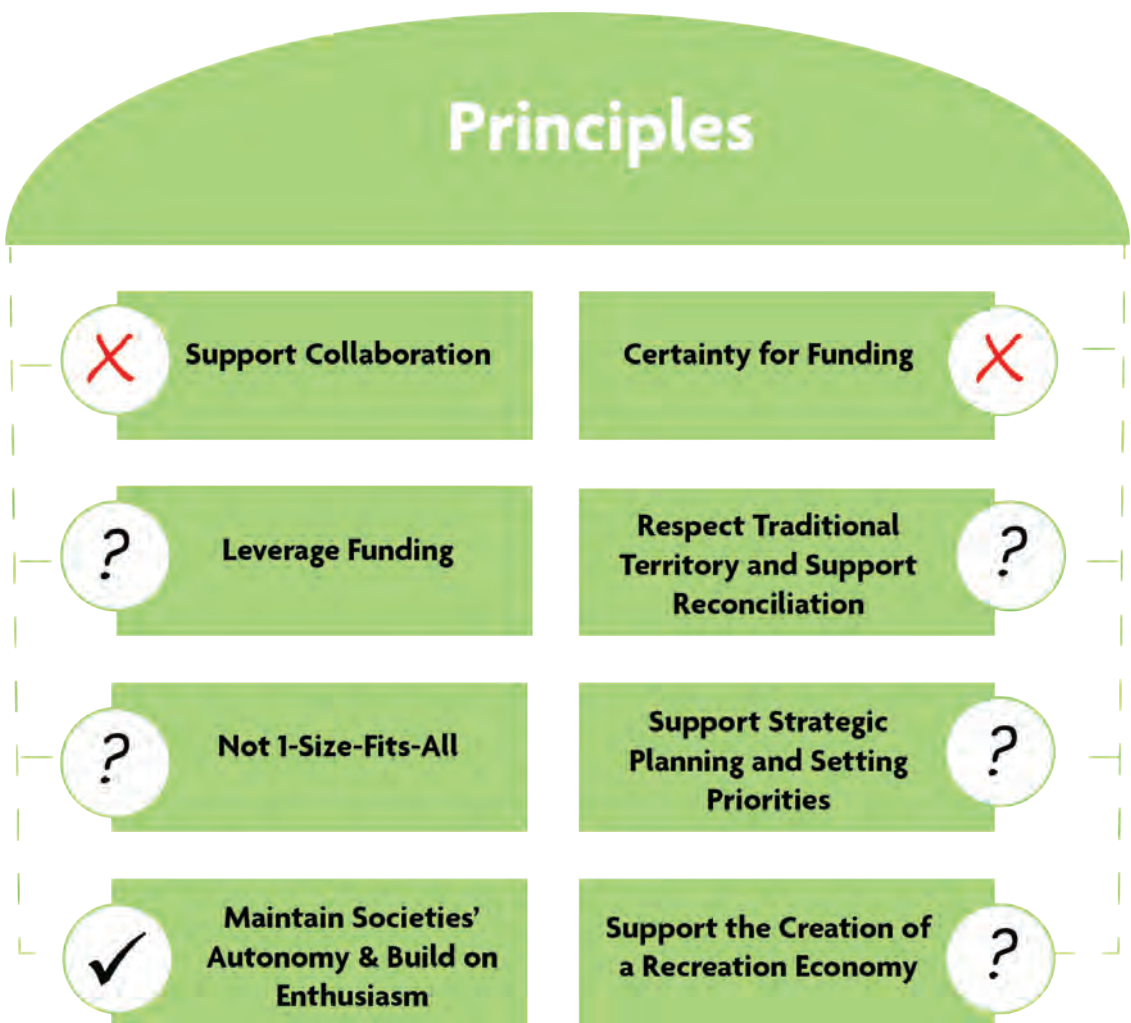 Principles
Support Collaboration
Certainty for Funding
Leverage Funding
Respect Traditional
Territory and Support
Reconciliation
Not 1-Size-Fits-All
Support Strategic
Planning and Setting
Priorities
Maintain Societies’
Autonomy & Build on
Enthusiasm
Support the Creation of
a Recreation Economy
?
?
?
?
?